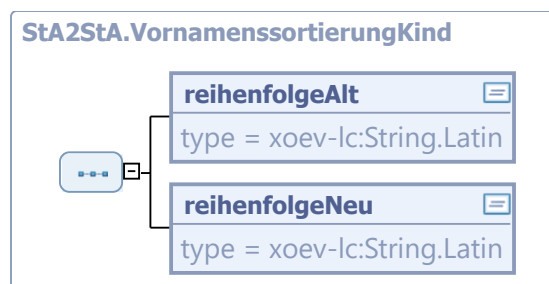 StA2StA.VornamenssortierungKind
reihenfolgeAlt
type = xoev-lc:String.Latin
reihenfolgeNeu
type = xoev-lc:String.Latin